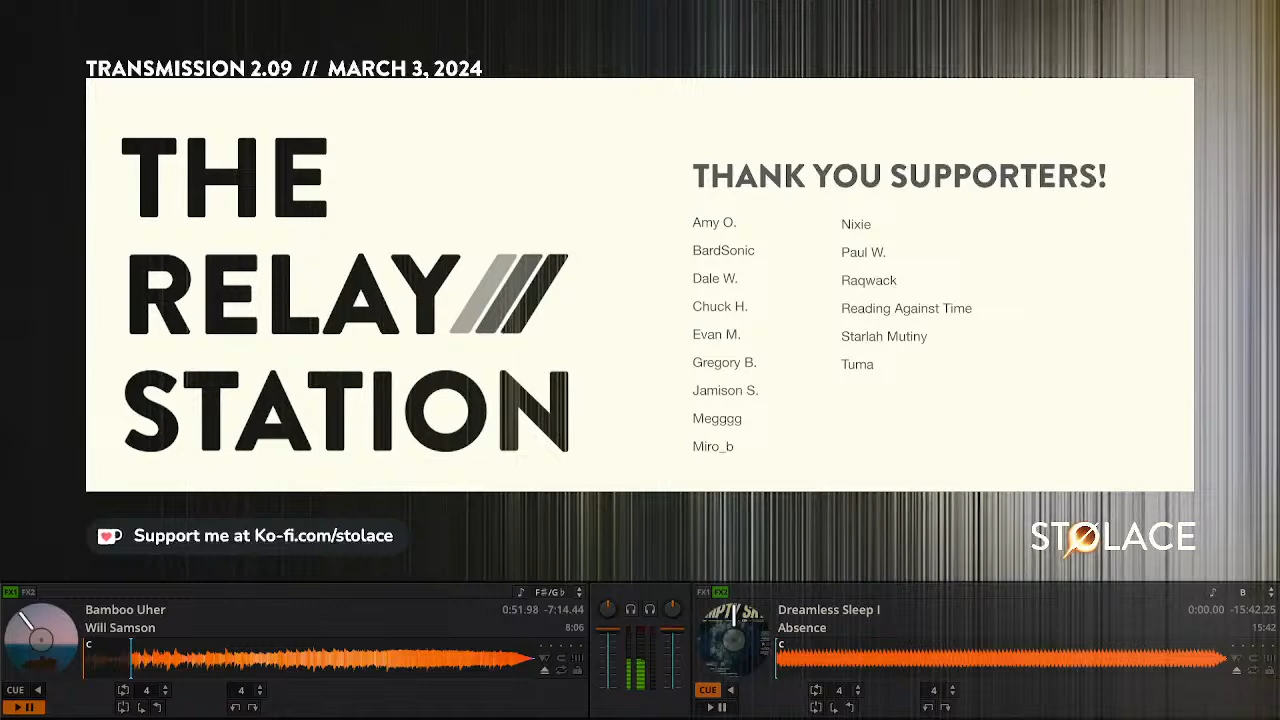 TRANSMISSION 2.09 // MARCH 3, 2024
THE
RELAY
STATION
THANK YOU SUPPORTERS!
Amy O.
BardSonic
Dale W.
Chuck H.
Evan M.
Gregory B.
Jamison S.
Megggg
Miro_b
Nixie
Paul W.
Raqwack
Reading Against Time
Starlah Mutiny
Tuma
Support me at Ko-fi.com/stolace
STØLACE
FX1 FX2
F♯/G♭
Bamboo Uher
0:51.98 -7:14.44
Will Samson
8:06
C
CUE
4
4
FX1 FX2
B
Dreamless Sleep I
0:00.00 -15:42.25
Absence
15:42
C
CUE
4
4